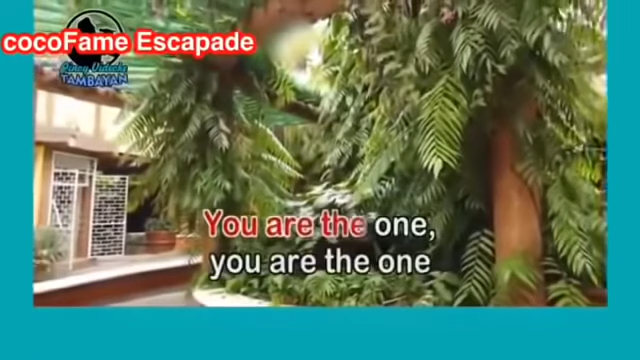 cocoFame Escapade
TAMBAYAN
You are the one,
you are the one